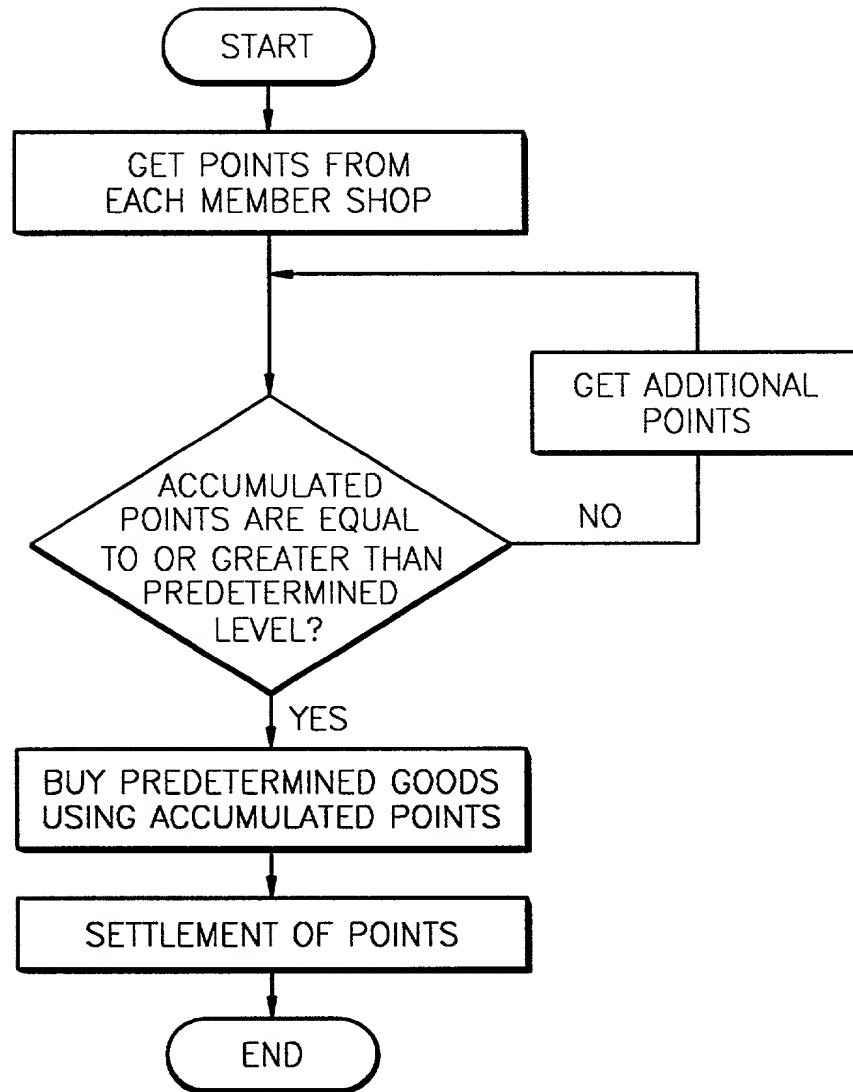 START
GET POINTS FROM
EACH MEMBER SHOP
GET ADDITIONAL
POINTS
ACCUMULATED
POINTS ARE EQUAL
TO OR GREATER THAN
PREDETERMINED
LEVEL?
NO
YES
BUY PREDETERMINED GOODS
USING ACCUMULATED POINTS
SETTLEMENT OF POINTS
END